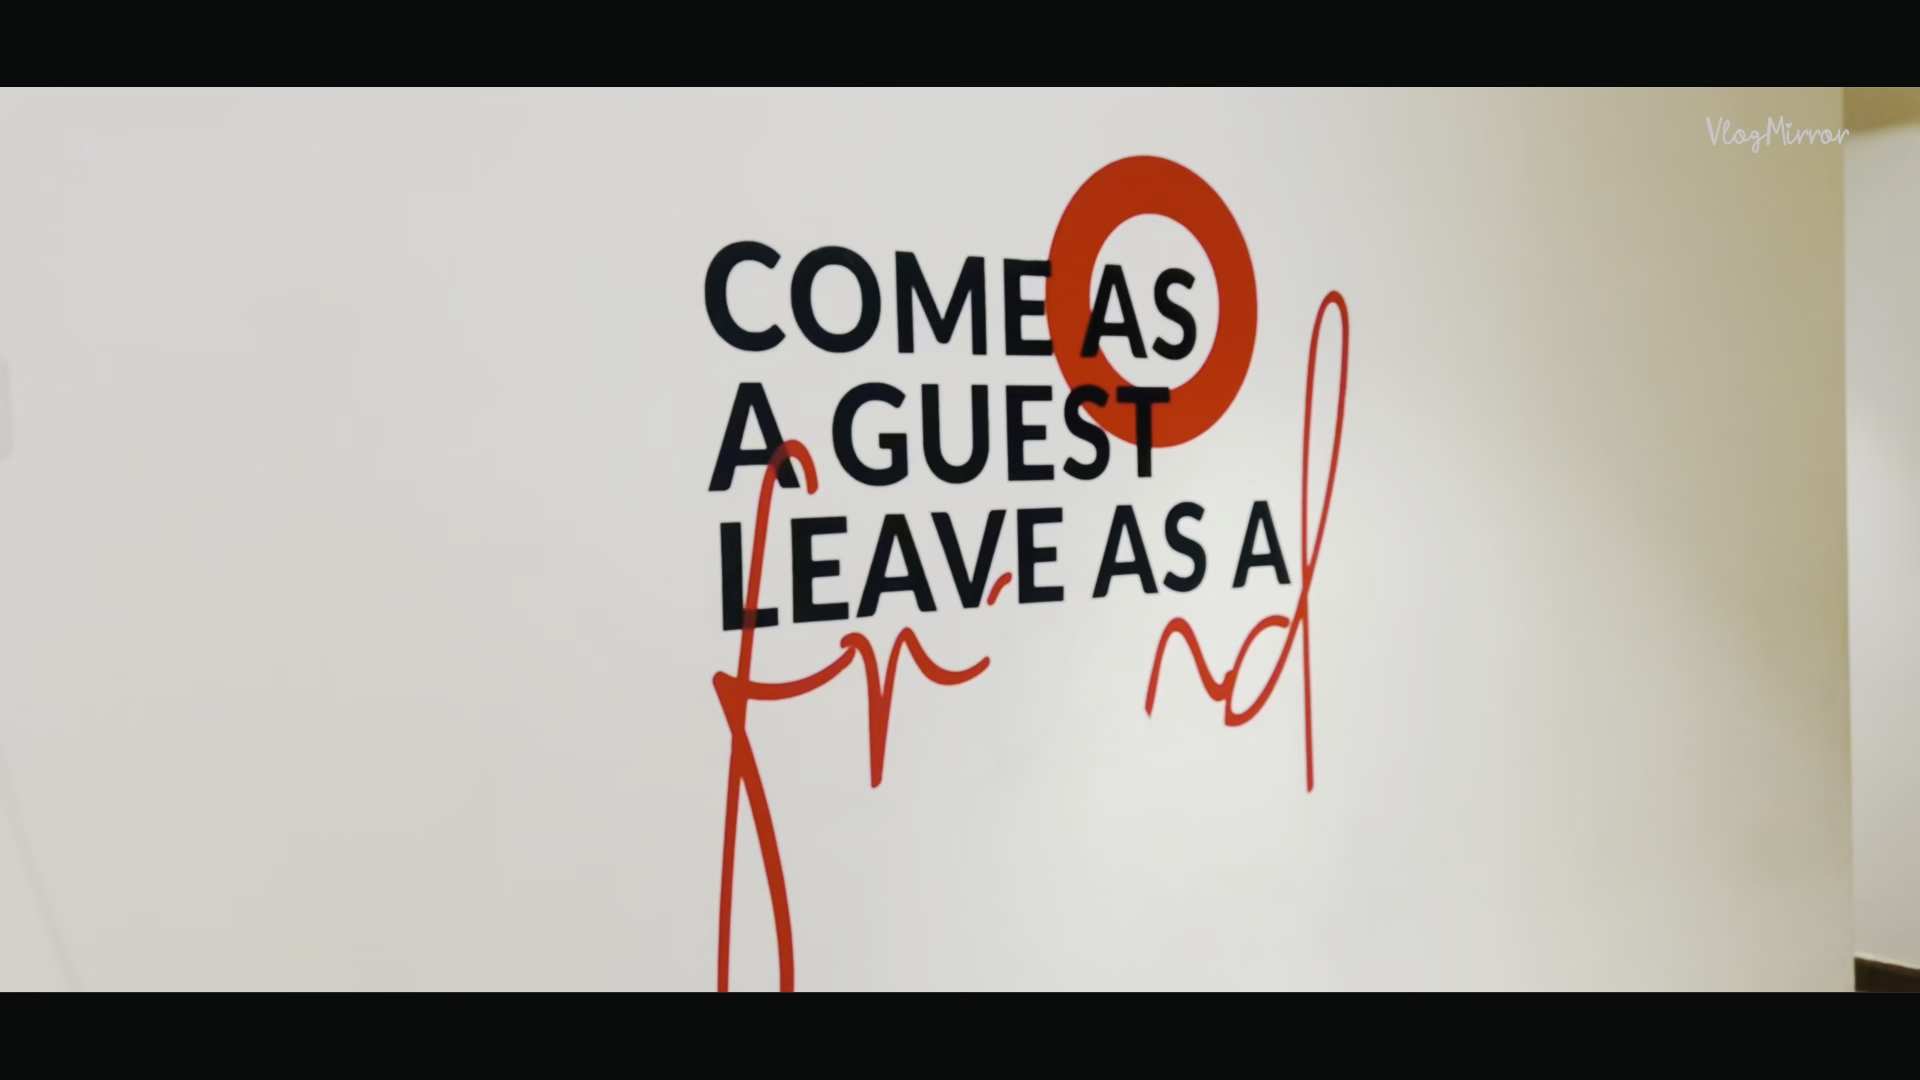 VlogMirror
COME AS
A GUEST
LEAVE AS A
fr nd